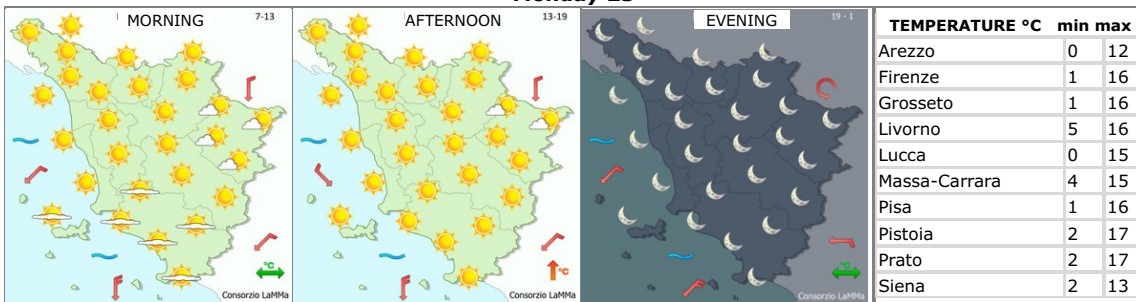 MORNING
7-13
°C
Consorzio LaMMa
AFTERNOON
13-19
°C
Consorzio LaMMa
EVENING
19 - 1
°C
Consorzio LaMMa
TEMPERATURE °C min max
Arezzo 0 12
Firenze 1 16
Grosseto 1 16
Livorno 5 16
Lucca 0 15
Massa-Carrara 4 15
Pisa 1 16
Pistoia 2 17
Prato 2 17
Siena 2 13